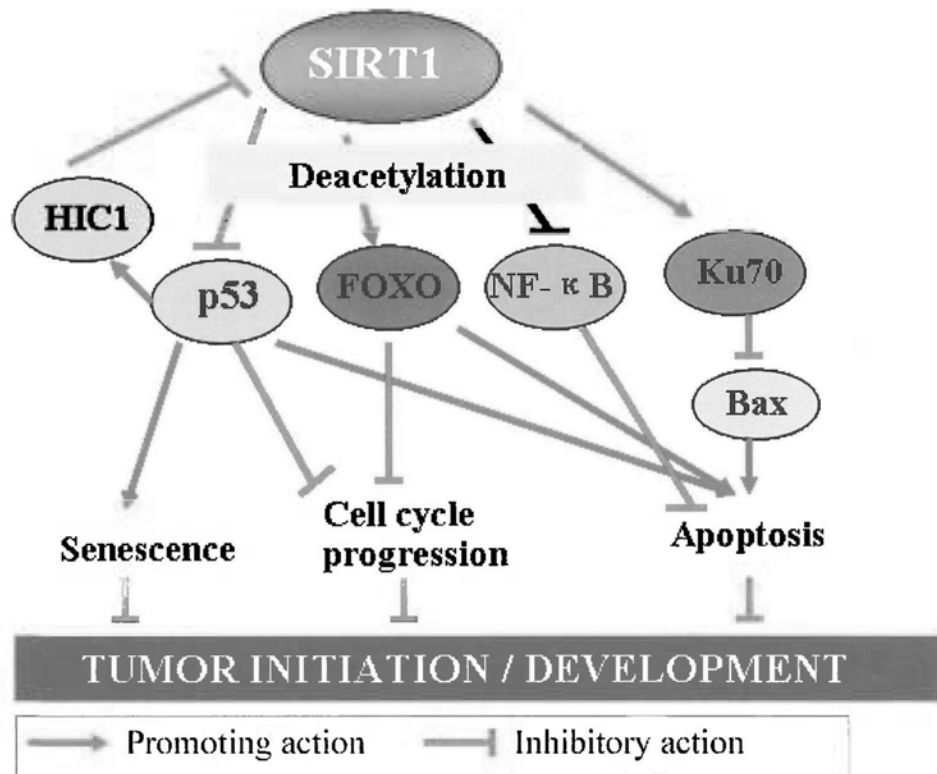 SIRT1
Deacetylation
HIC1
p53
FOXO
NF-κB
Ku70
Bax
Senescence
Cell cycle
progression
Apoptosis
TUMOR INITIATION / DEVELOPMENT
Promoting action
Inhibitory action